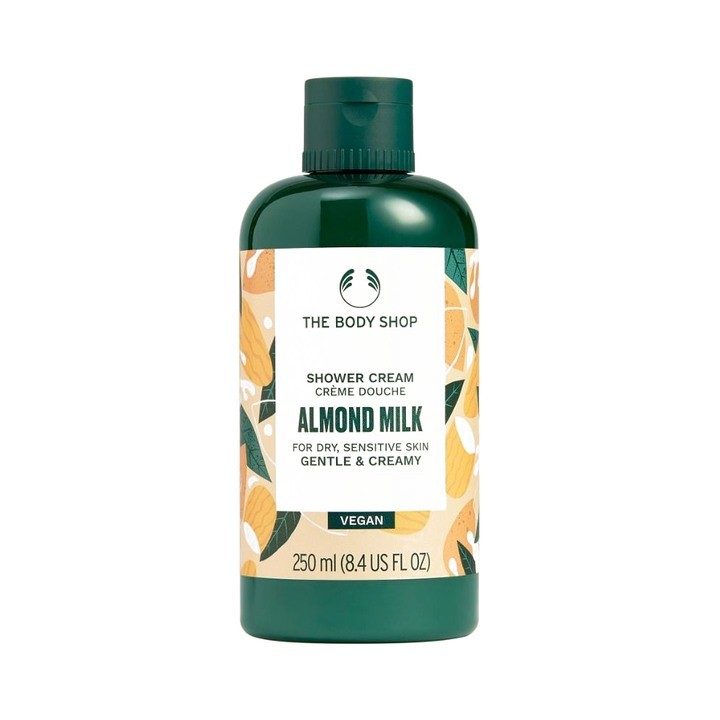 THE BODY SHOP
SHOWER CREAM
CRÈME DOUCHE
ALMOND MILK
FOR DRY, SENSITIVE SKIN
GENTLE & CREAMY
VEGAN
250 ml (8.4 US FL OZ)